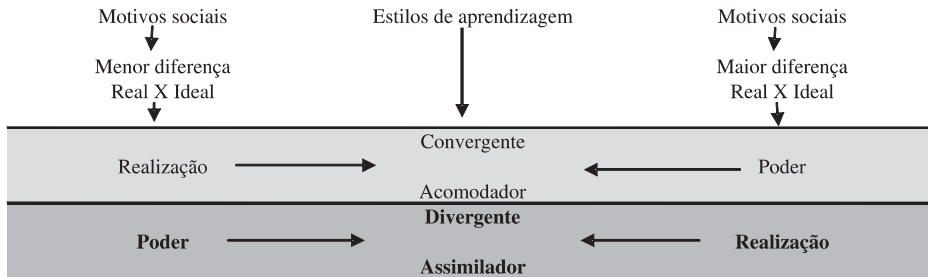 Motivos sociais
Estilos de aprendizagem
Motivos sociais
Menor diferença
Real X Ideal
Maior diferença
Real X Ideal
Convergente
Realização
Poder
Acomodador
Divergente
Poder
Realização
Assimilador